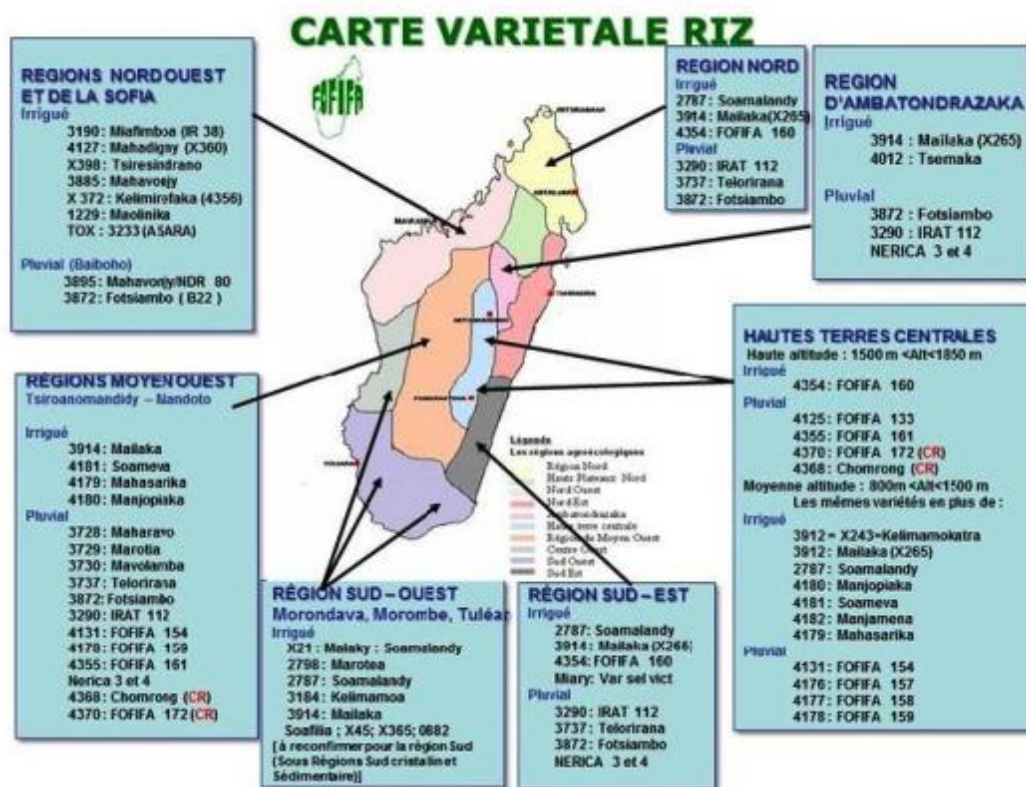 CARTE VARIETALE RIZ
FOFIFA
REGIONS NORD OUEST
ET DE LA SOFIA
Irrigué
3190: Miafimboa (IR 38)
4127: Mahadigny (X360)
X398: Tsiresindrano
3885: Mahavonjy
X 372: Kelimirefaka (4356)
1229: Maolinika
TOX : 3233 (ASARA)
Pluvial (Baiboho)
3895: Mahavonjy/NDR 80
3872: Fotsiambo ( B22 )
REGION NORD
Irrigué
2787: Soamalandy
3914: Mailaka(X265)
4354: FOFIFA 160
Pluvial
3290: IRAT 112
3737: Telorirana
3872: Fotsiambo
REGION
D'AMBATONDRAZAKA
Irrigué
3914 : Mailaka (X265)
4012 : Tsemaka
Pluvial
3872 : Fotsiambo
3290 : IRAT 112
NERICA 3 et 4
RÉGIONS MOYEN OUEST
Tsiroanomandidy – Mandoto
Irrigué
3914: Mailaka
4181: Soameva
4179: Mahasarika
4180: Manjopiaka
Pluvial
3728: Maharavo
3729: Marotia
3730: Mavolamba
3737: Telorirana
3872: Fotsiambo
3290: IRAT 112
4131: FOFIFA 154
4178: FOFIFA 159
4355: FOFIFA 161
Nerica 3 et 4
4368: Chomrong (CR)
4370: FOFIFA 172 (CR)
HAUTES TERRES CENTRALES
Haute altitude : 1500 m <Alt<1850 m
Irrigué
4354: FOFIFA 160
Pluvial
4125: FOFIFA 133
4355: FOFIFA 161
4370: FOFIFA 172 (CR)
4368: Chomrong (CR)
Moyenne altitude : 800m <Alt<1500 m
Les mêmes variétés en plus de :
Irrigué
3912 = X243=Kelimamokatra
3912: Mailaka (X265)
2787: Soamalandy
4180: Manjopiaka
4181: Soameva
4182: Manjamena
4179: Mahasarika
Pluvial
4131: FOFIFA 154
4176: FOFIFA 157
4177: FOFIFA 158
4178: FOFIFA 159
Légende
Les régions agroécologiques
Région Nord
Hauts Plateaux Nord
Nord Ouest
Nord Est
Ambatondrazaka
Haute terre centrale
Région du Moyen Ouest
Centre Ouest
Sud Ouest
Sud Est
RÉGION SUD – OUEST
Morondava, Morombe, Tuléar
Irrigué
X21 : Malaky : Soamalandy
2798: Marotea
2787: Soamalandy
3184: Kelimamoa
3914: Mailaka
Soafilia ; X45; X365; 0882
[à reconfirmer pour la région Sud
(Sous Régions Sud cristalin et
Sédimentaire)]
RÉGION SUD – EST
Irrigué
2787: Soamalandy
3914: Mailaka (X266)
4354: FOFIFA 160
Miary: Var sel vict
Pluvial
3290: IRAT 112
3737: Telorirana
3872: Fotsiambo
NERICA 3 et 4